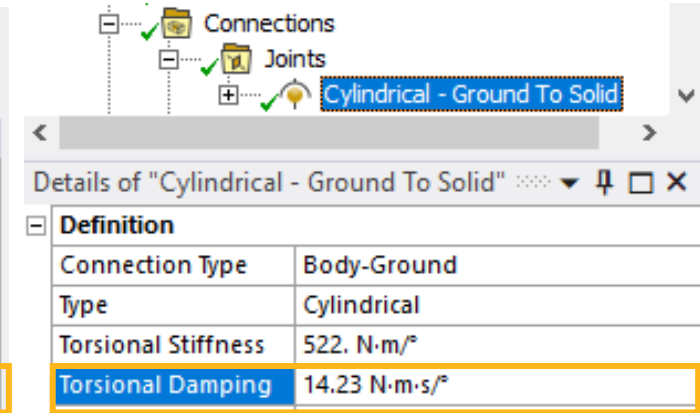 Connections
Joints
Cylindrical - Ground To Solid
Details of "Cylindrical - Ground To Solid"
Definition
Connection Type Body-Ground
Type Cylindrical
Torsional Stiffness 522. N·m/°
Torsional Damping 14.23 N·m·s/°